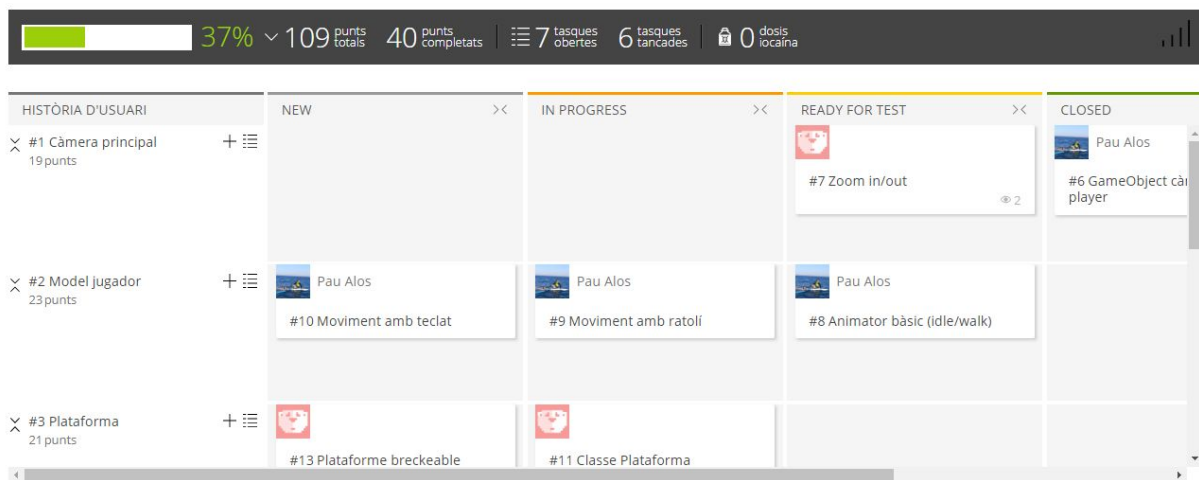 37% 109 punts totals 40 punts completats 7 tasques obertes 6 tasques tancades 0 dosis iocaïna
HISTÒRIA D'USUARI NEW IN PROGRESS READY FOR TEST CLOSED
#1 Càmera principal
19 punts
#7 Zoom in/out
2
Pau Alos
#6 GameObject càr
player
#2 Model jugador
23 punts
Pau Alos
#10 Moviment amb teclat
Pau Alos
#9 Moviment amb ratolí
Pau Alos
#8 Animator bàsic (idle/walk)
#3 Plataforma
21 punts
#13 Plataforme breckeable
#11 Classe Plataforma